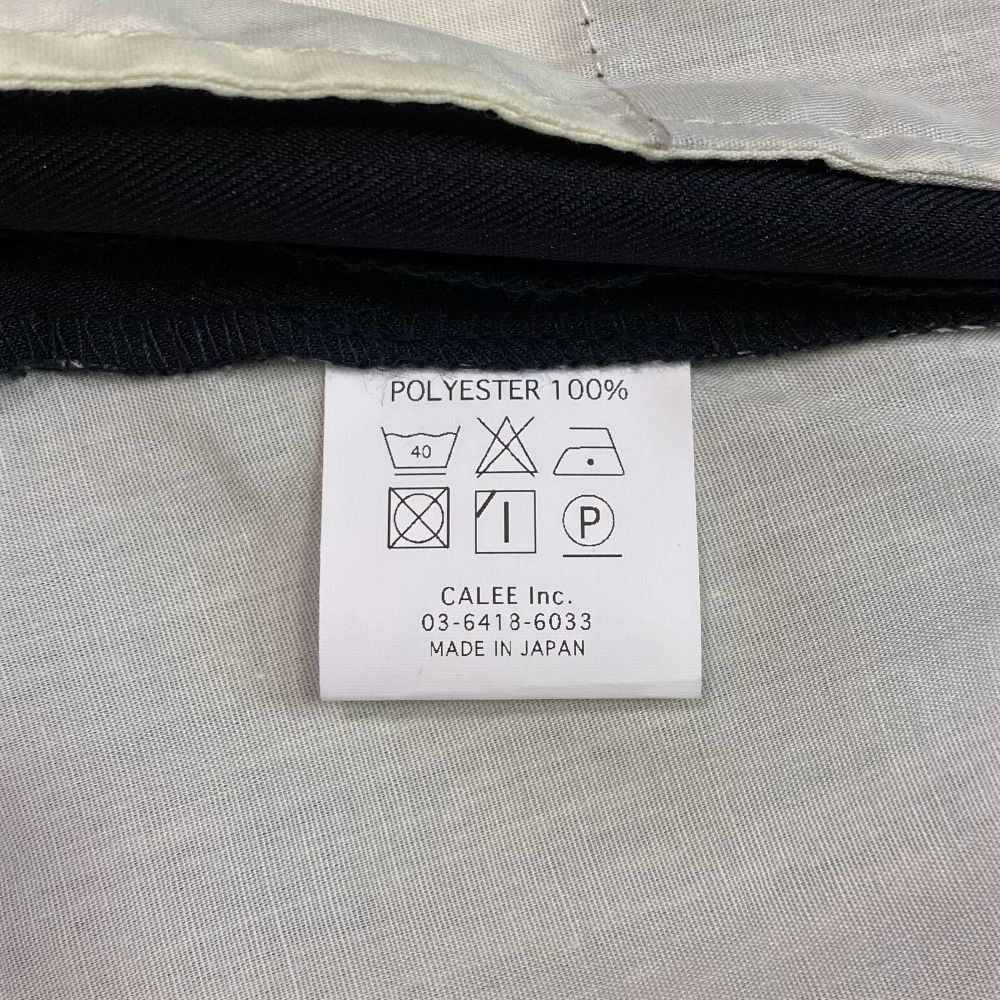 POLYESTER 100%
40
P
CALEE Inc.
03-6418-6033
MADE IN JAPAN